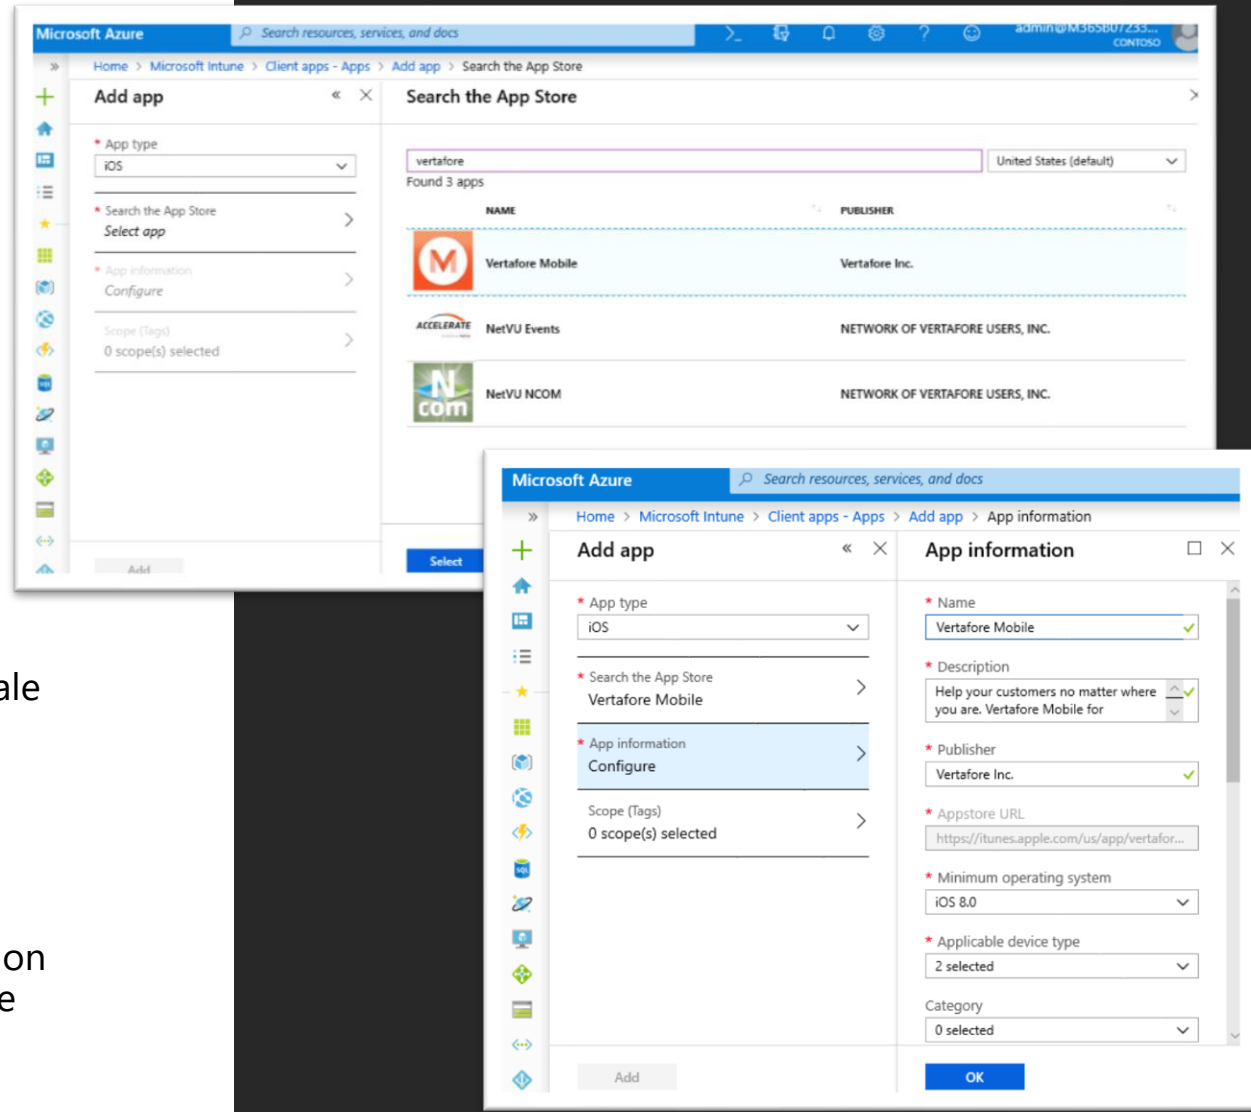 Microsoft Azure
Search resources, services, and docs
CONTOSO
Home > Microsoft Intune > Client apps - Apps > Add app > Search the App Store
Add app
Search the App Store
* App type
iOS
* Search the App Store
Select app
* App information
Configure
Scope (Tags)
0 scope(s) selected
Add
vertafore
United States (default)
Found 3 apps
NAME
PUBLISHER
M
Vertafore Mobile
Vertafore Inc.
ACCELERATE
NetVU Events
NETWORK OF VERTAFORE USERS, INC.
N
com
NetVU NCOM
NETWORK OF VERTAFORE USERS, INC.
Select
ale
on
e
Microsoft Azure
Search resources, services, and docs
Home > Microsoft Intune > Client apps - Apps > Add app > App information
Add app
App information
* App type
iOS
* Search the App Store
Vertafore Mobile
* App information
Configure
Scope (Tags)
0 scope(s) selected
Add
* Name
Vertafore Mobile
* Description
Help your customers no matter where
you are. Vertafore Mobile for
* Publisher
Vertafore Inc.
* Appstore URL
https://itunes.apple.com/us/app/vertafor...
* Minimum operating system
iOS 8.0
* Applicable device type
2 selected
Category
0 selected
OK